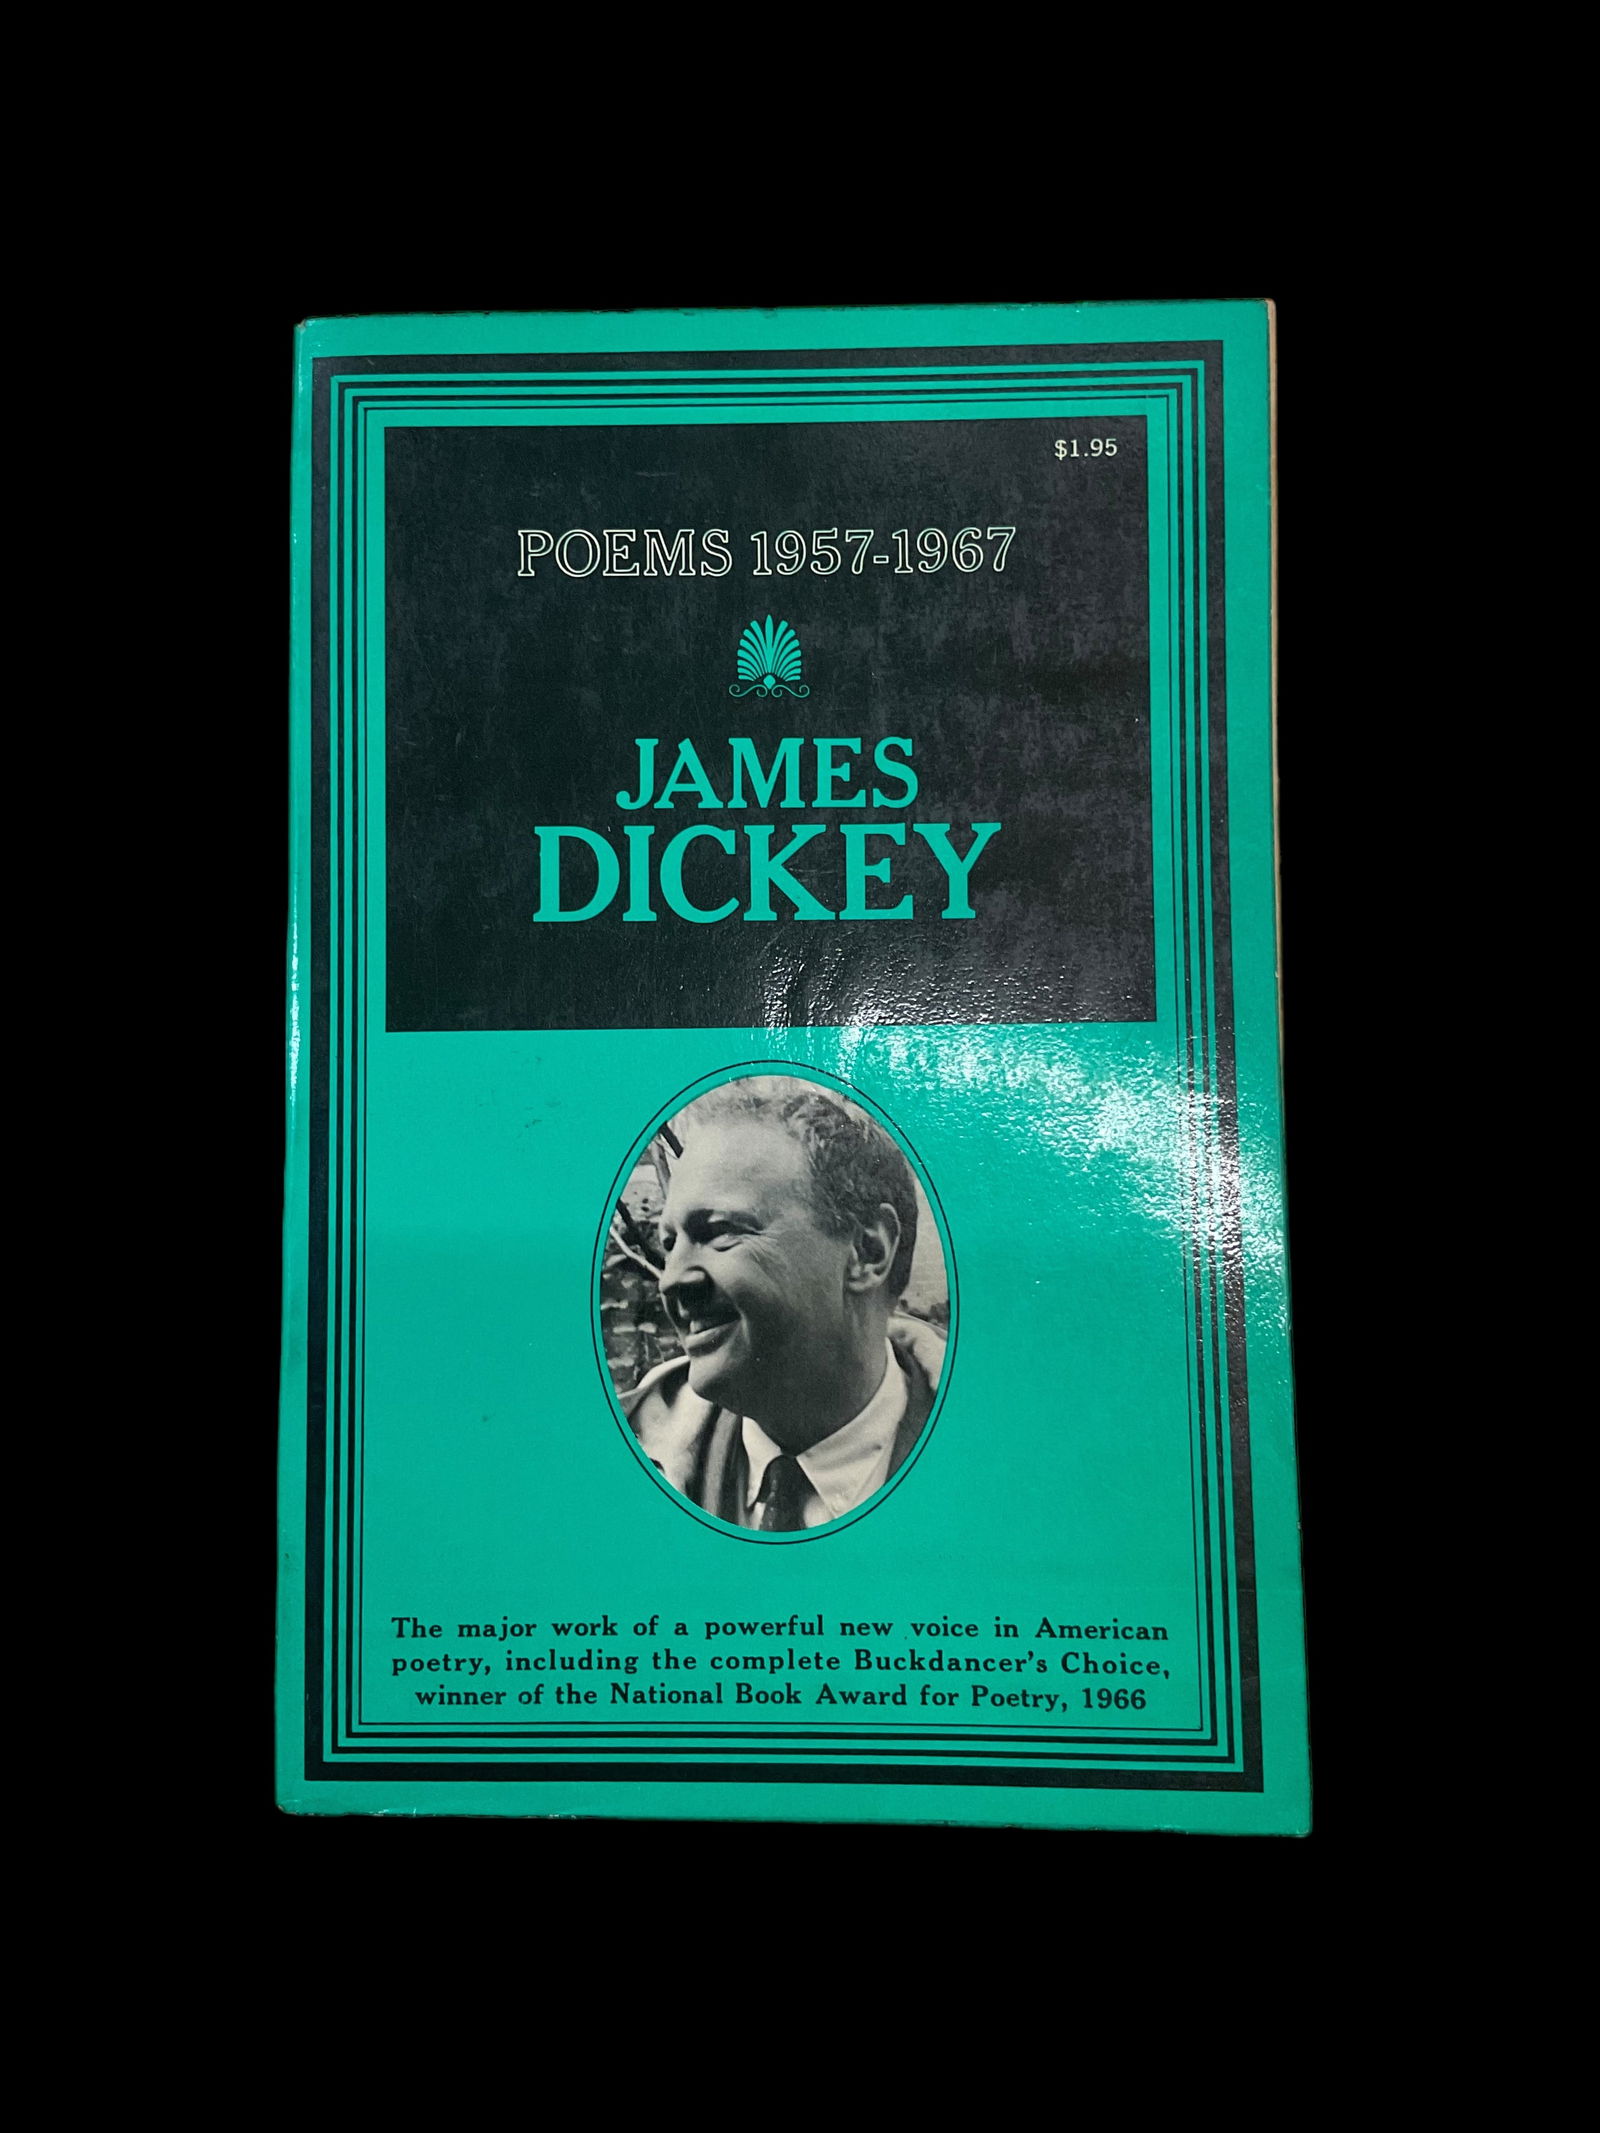 $1.95
POEMS 1957-1967
JAMES
DICKEY
The major work of a powerful new voice in American
poetry, including the complete Buckdancer's Choice,
winner of the National Book Award for Poetry, 1966